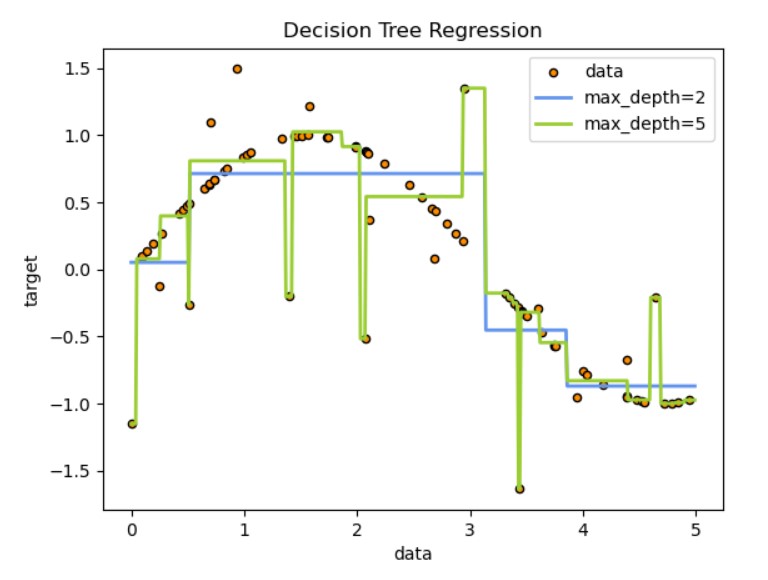 Decision Tree Regression
data
max_depth=2
max_depth=5
1.5
1.0
0.5
0.0
−0.5
−1.0
−1.5
target
0 1 2 3 4 5
data